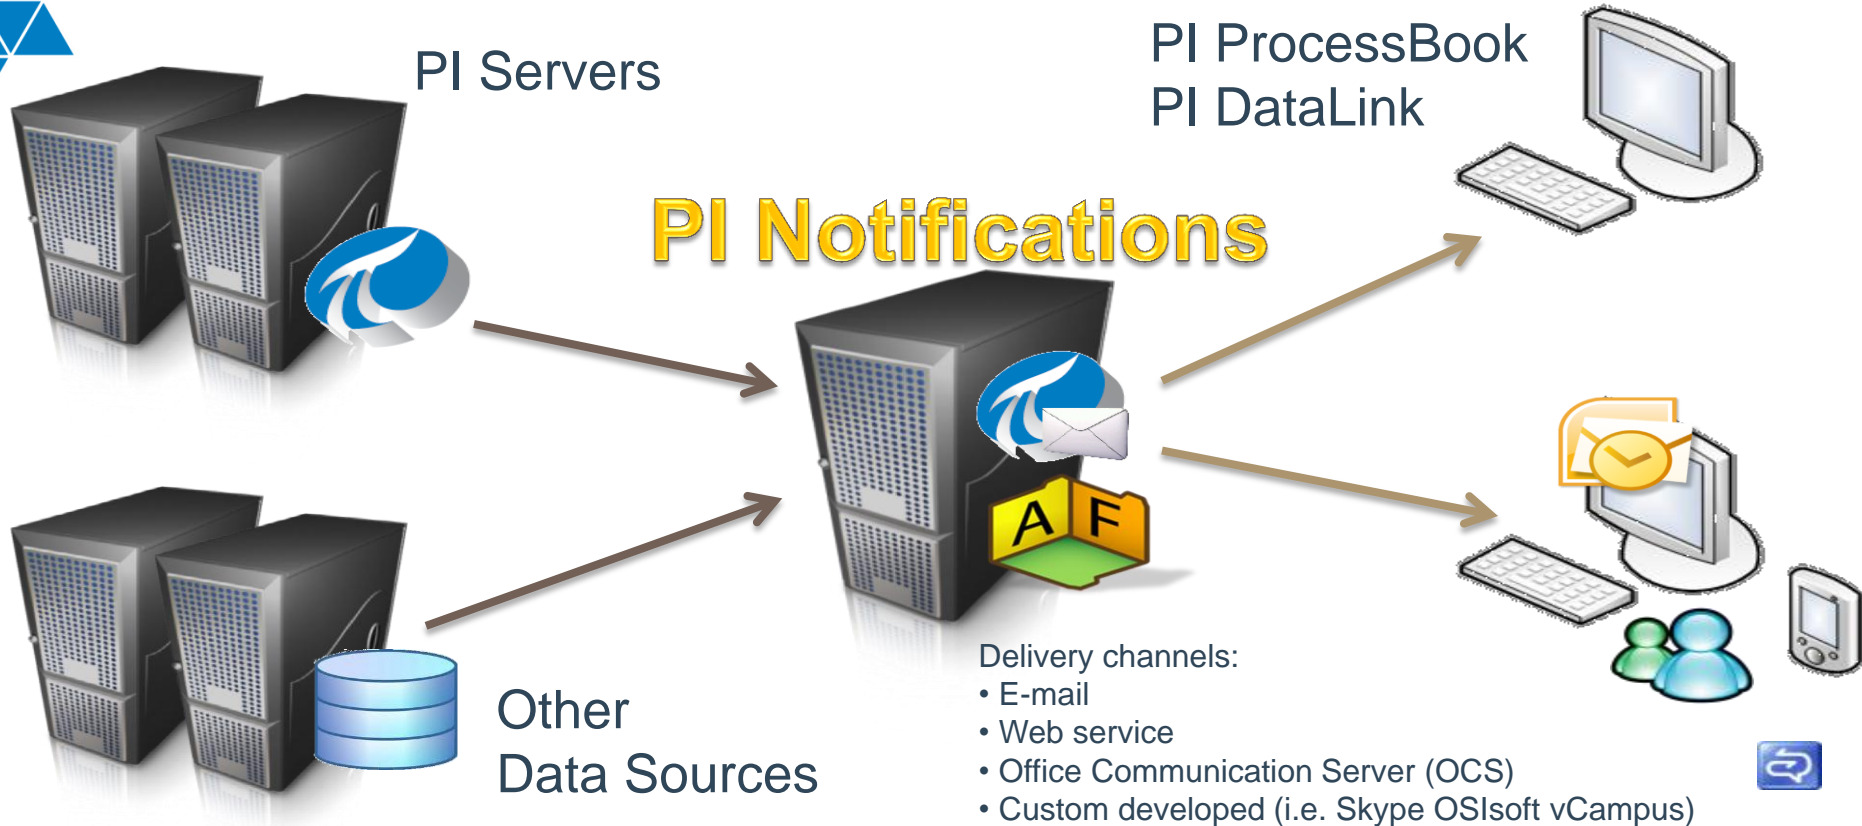 PI Servers
PI ProcessBook
PI DataLink
PI Notifications
A F
Other
Data Sources
Delivery channels:
• E-mail
• Web service
• Office Communication Server (OCS)
• Custom developed (i.e. Skype OSIsoft vCampus)